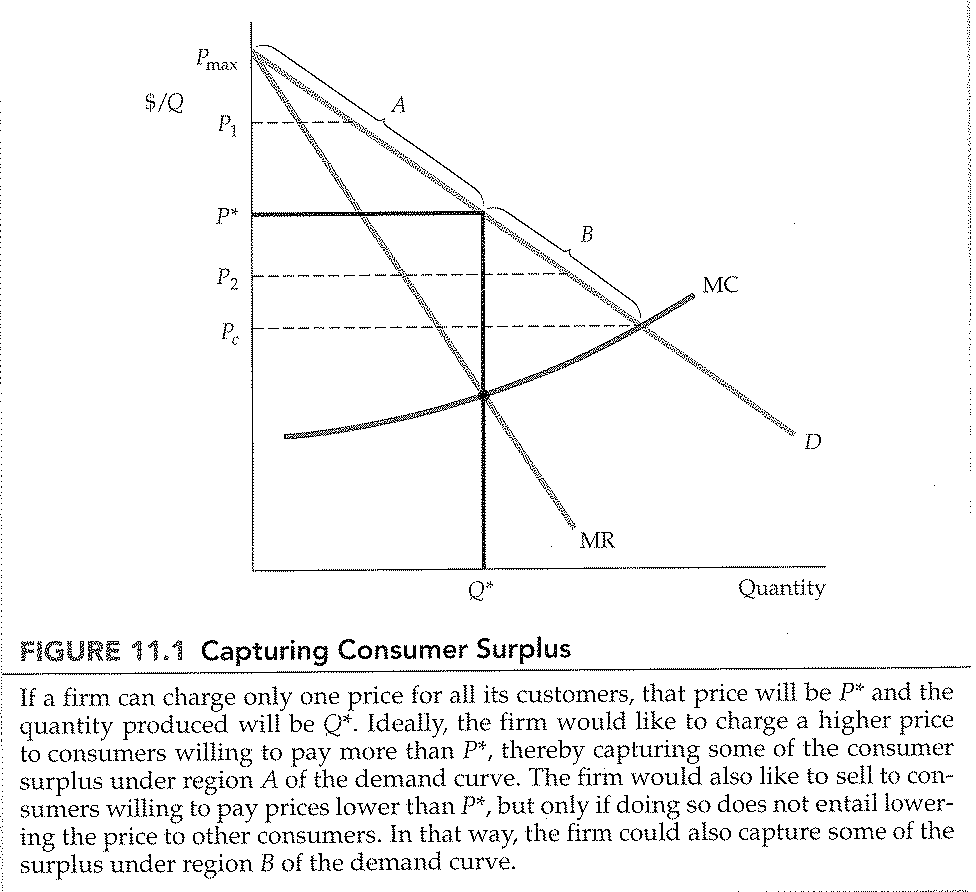 Pmax
$/Q
A
P1
P*
B
P2
MC
Pc
D
MR
Q*
Quantity
FIGURE 11.1 Capturing Consumer Surplus
If a firm can charge only one price for all its customers, that price will be P* and the
quantity produced will be Q*. Ideally, the firm would like to charge a higher price
to consumers willing to pay more than P*, thereby capturing some of the consumer
surplus under region A of the demand curve. The firm would also like to sell to con-
sumers willing to pay prices lower than P*, but only if doing so does not entail lower-
ing the price to other consumers. In that way, the firm could also capture some of the
surplus under region B of the demand curve.